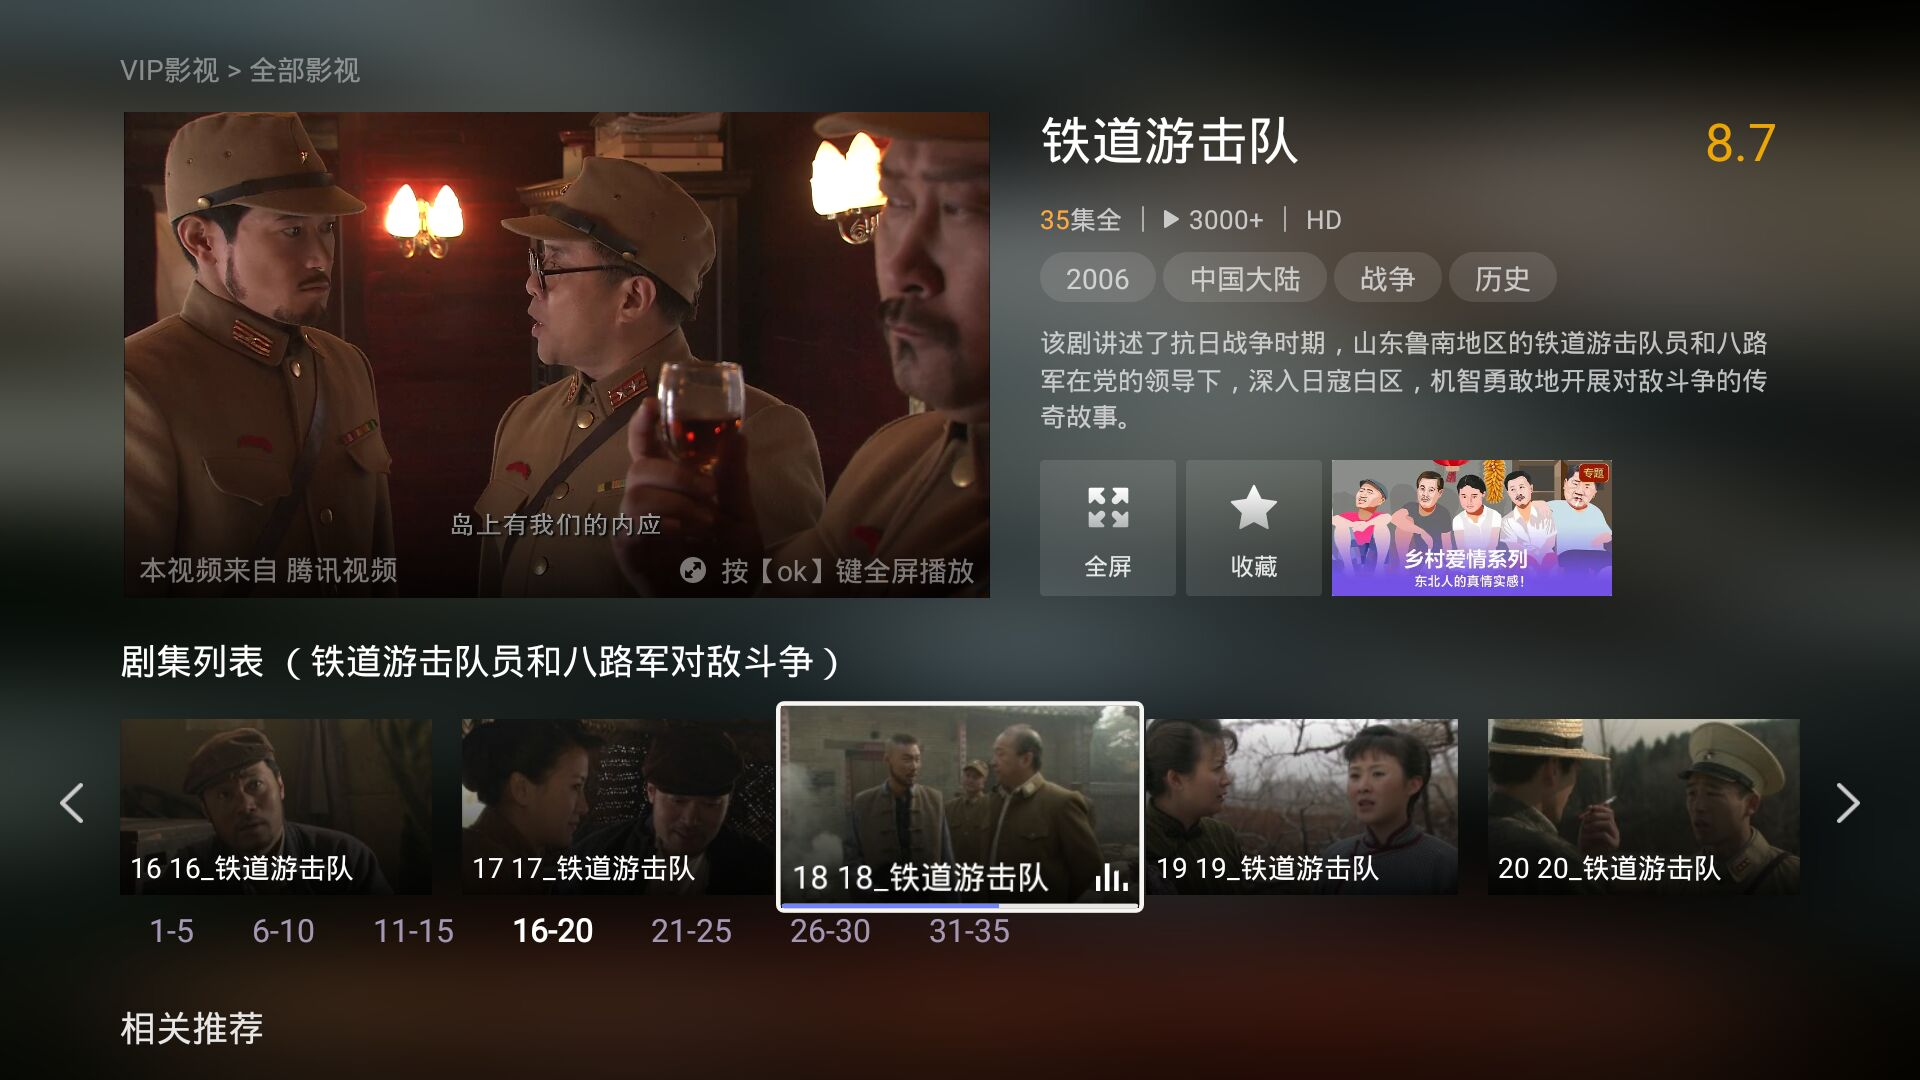 VIP影视 > 全部影视
铁道游击队
8.7
35集全 | 3000+ | HD
2006 中国大陆 战争 历史
该剧讲述了抗日战争时期，山东鲁南地区的铁道游击队员和八路
军在党的领导下，深入日寇白区，机智勇敢地开展对敌斗争的传
奇故事。
岛上有我们的内应
本视频来自 腾讯视频
按【ok】键全屏播放
全屏
收藏
专题
乡村爱情系列
东北人的真情实感！
剧集列表 （铁道游击队员和八路军对敌斗争）
16 16_铁道游击队
17 17_铁道游击队
18 18_铁道游击队
19 19_铁道游击队
20 20_铁道游击队
1-5 6-10 11-15 16-20 21-25 26-30 31-35
相关推荐